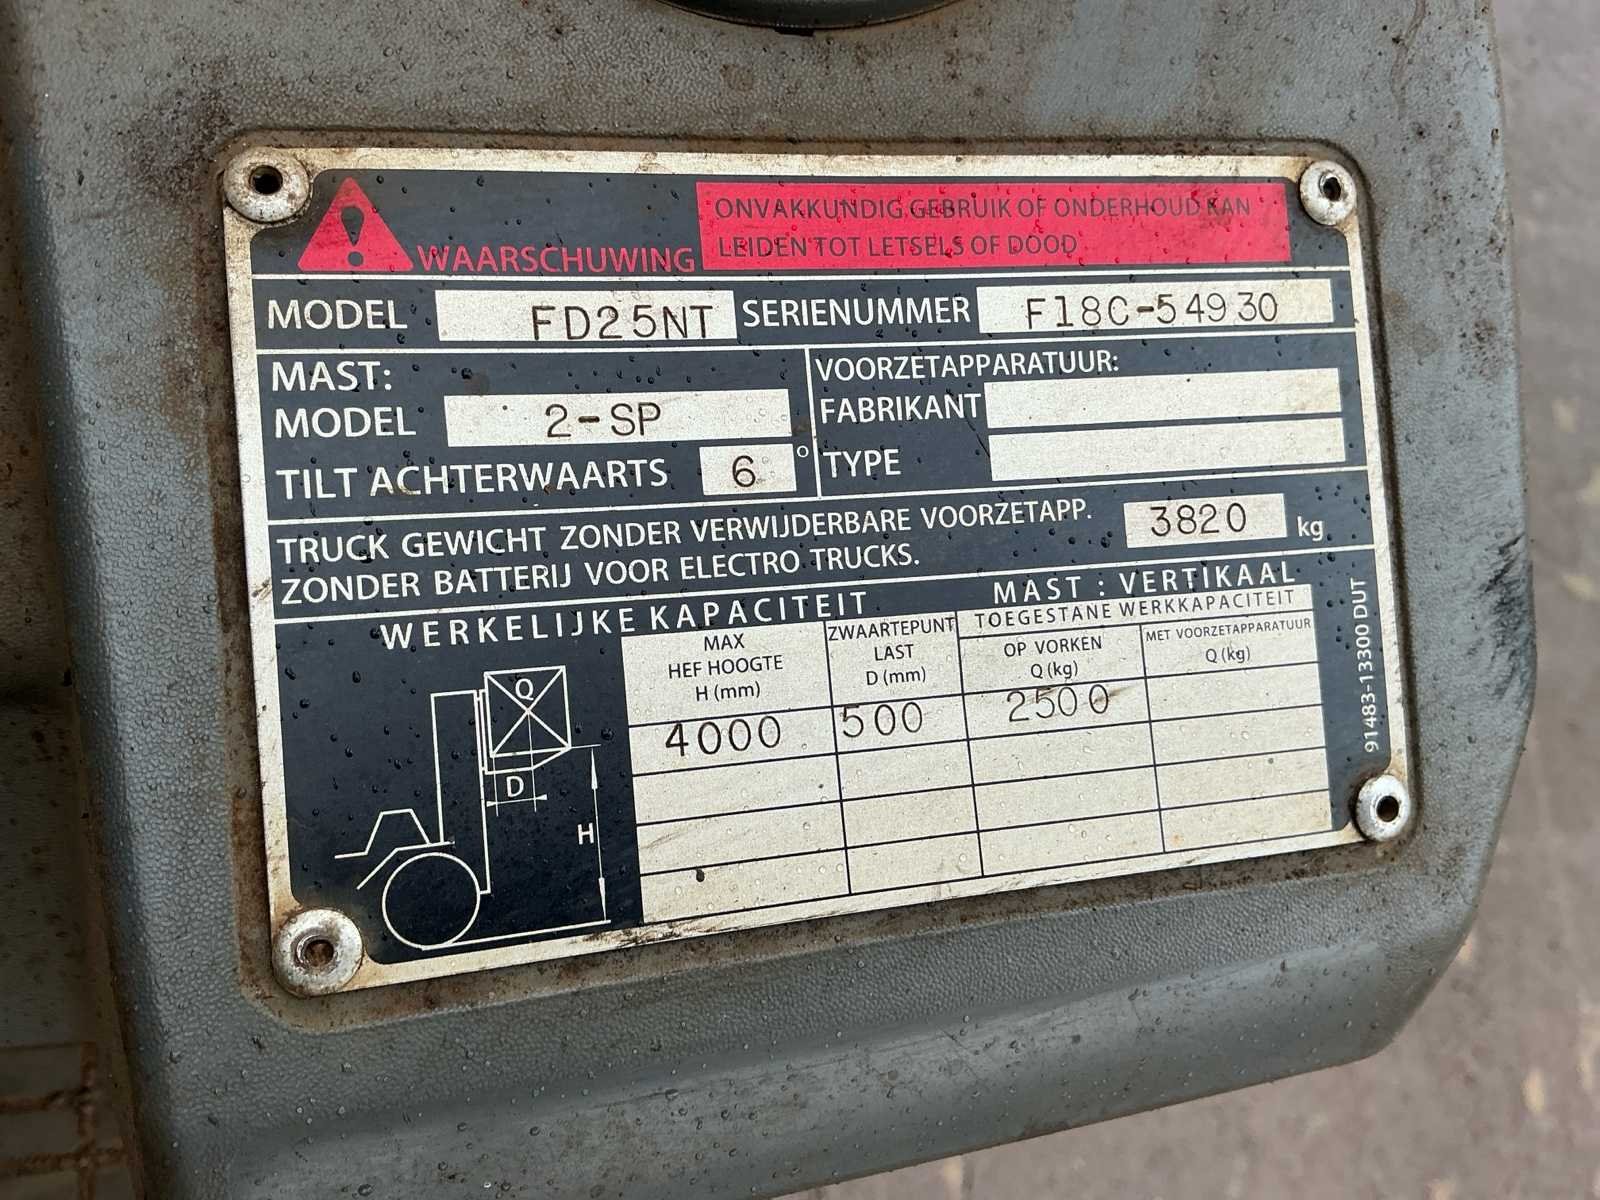 WAARSCHUWING
ONVAKKUNDIG GEBRUIK OF ONDERHOUD KAN
LEIDEN TOT LETSELS OF DOOD
MODEL FD25NT SERIENUMMER F18C-54930
MAST:
MODEL 2-SP
TILT ACHTERWAARTS 6°
VOORZETAPPARATUUR:
FABRIKANT
TYPE
TRUCK GEWICHT ZONDER VERWIJDERBARE VOORZETAPP. 3820 kg
ZONDER BATTERIJ VOOR ELECTRO TRUCKS.
WERKELIJKE KAPACITEIT
MAST : VERTIKAAL
TOEGESTANE WERKKAPACITEIT
MAX
HEF HOOGTE
H (mm)
ZWAARTEPUNT
LAST
D (mm)
OP VORKEN
Q (kg)
MET VOORZETAPPARATUUR
Q (kg)
4000 500 2500
Q
D
H
91483-13300 DUT